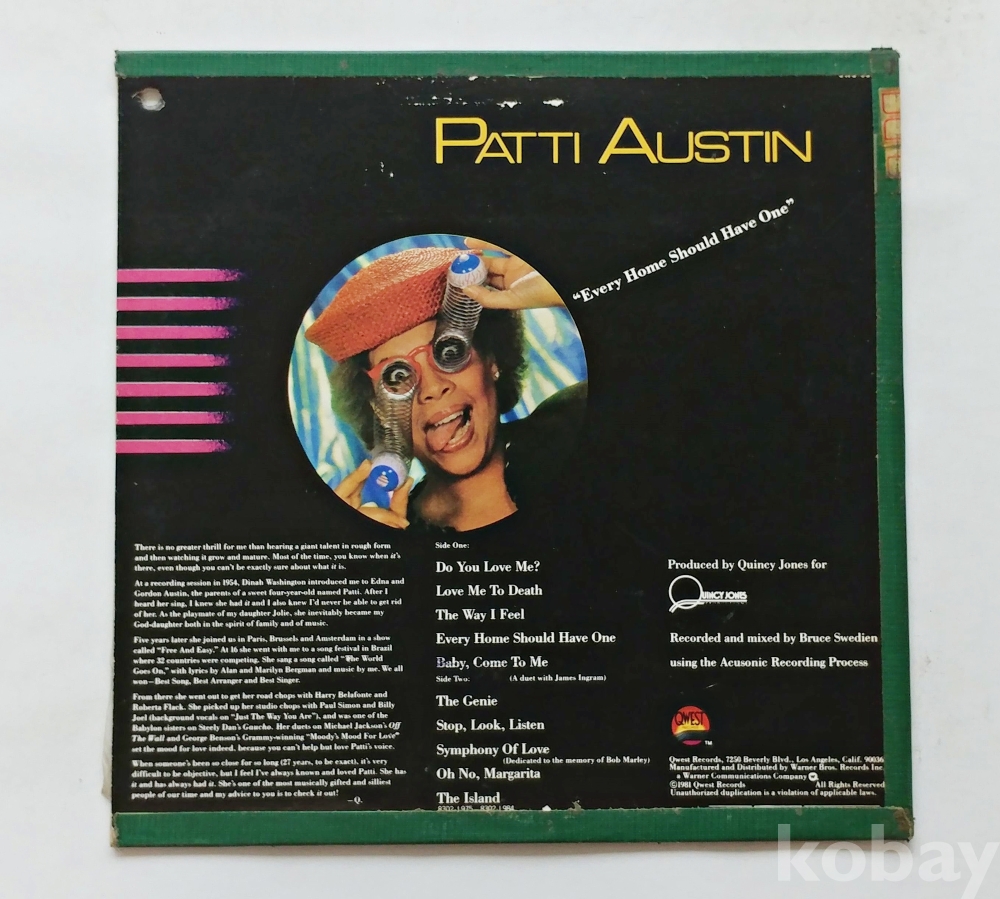 PATTI AUSTIN
“Every Home Should Have One”
There is no greater thrill for me than hearing a giant talent in rough form
and then watching it grow and mature. Most of the time, you know when it's
there, even though you can't be exactly sure about what it is.
At a recording session in 1954, Dinah Washington introduced me to Edna and
Gordon Austin, the parents of a sweet four-year-old named Patti. After I
heard her sing, I knew she had it and I also knew I'd never be able to get rid
of her. As the playmate of my daughter Jolie, she inevitably became my
God-daughter both in the spirit of family and of music.
Five years later she joined us in Paris, Brussels and Amsterdam in a show
called “Free And Easy.” At 16 she went with me to a song festival in Brazil
where 32 countries were competing. She sang a song called “The World
Goes On,” with lyrics by Alan and Marilyn Bergman and music by me. We all
won—Best Song, Best Arranger and Best Singer.
From there she went out to get her road chops with Harry Belafonte and
Roberta Flack. She picked up her studio chops with Paul Simon and Billy
Joel (background vocals on “Just The Way You Are”), and was one of the
Babylon sisters on Steely Dan's Gaucho. Her duets on Michael Jackson's Off
The Wall and George Benson's Grammy-winning “Moody's Mood For Love”
set the mood for love indeed, because you can't help but love Patti's voice.
When someone's been so close for so long (27 years, to be exact), it's very
difficult to be objective, but I feel I've always known and loved Patti. She has
it and has always had it. She's one of the most musically gifted and silliest
people of our time and my advice to you is to check it out!
—Q.
Side One:
Do You Love Me?
Love Me To Death
The Way I Feel
Every Home Should Have One
Baby, Come To Me
(A duet with James Ingram)
Side Two:
The Genie
Stop, Look, Listen
Symphony Of Love
(Dedicated to the memory of Bob Marley)
Oh No, Margarita
The Island
Produced by Quincy Jones for
QUINCY JONES
Recorded and mixed by Bruce Swedien
using the Acusonic Recording Process
QWEST
TM
Qwest Records, 7250 Beverly Blvd., Los Angeles, Calif. 90036
Manufactured and Distributed by Warner Bros. Records Inc.
a Warner Communications Company
©1981 Qwest Records All Rights Reserved
Unauthorized duplication is a violation of applicable laws.
kobay